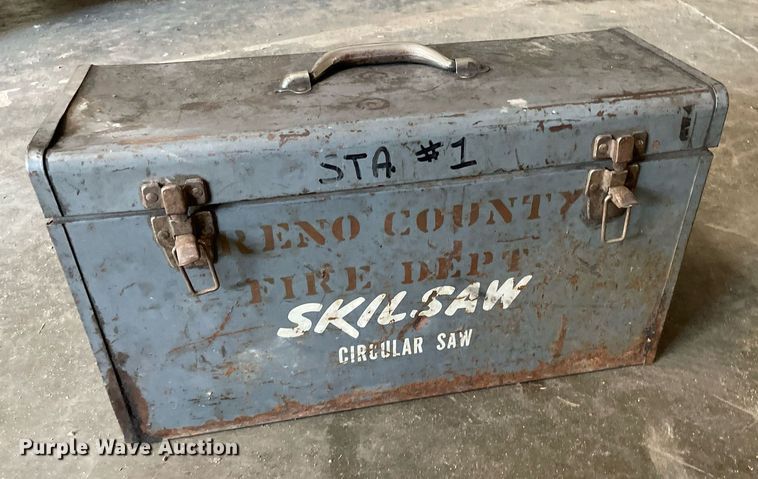 STA #1
RENO COUNTY
FIRE DEPT.
SKILSAW
CIRCULAR SAW
Purple Wave Auction